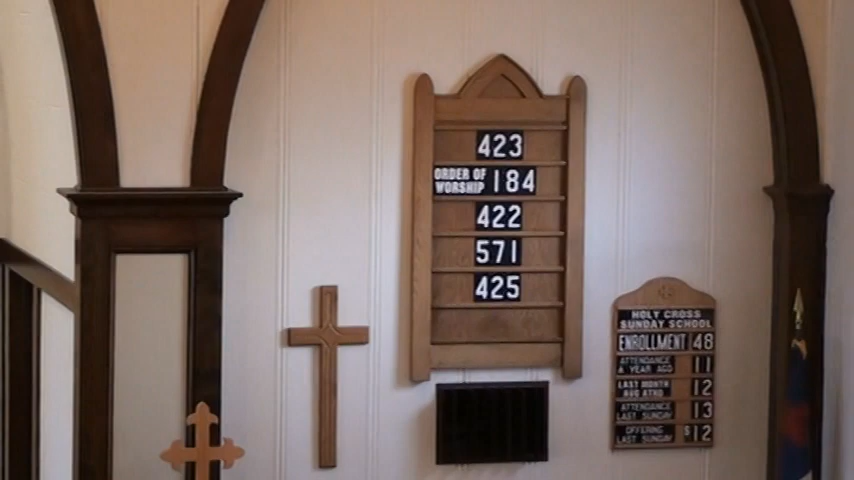 423
ORDER OF
WORSHIP 184
422
571
425
HOLY CROSS
SUNDAY SCHOOL
ENROLLMENT 48
ATTENDANCE
A YEAR AGO 11
LAST MONTH
AVG ATND 12
ATTENDANCE
LAST SUNDAY 13
OFFERING
LAST SUNDAY $12